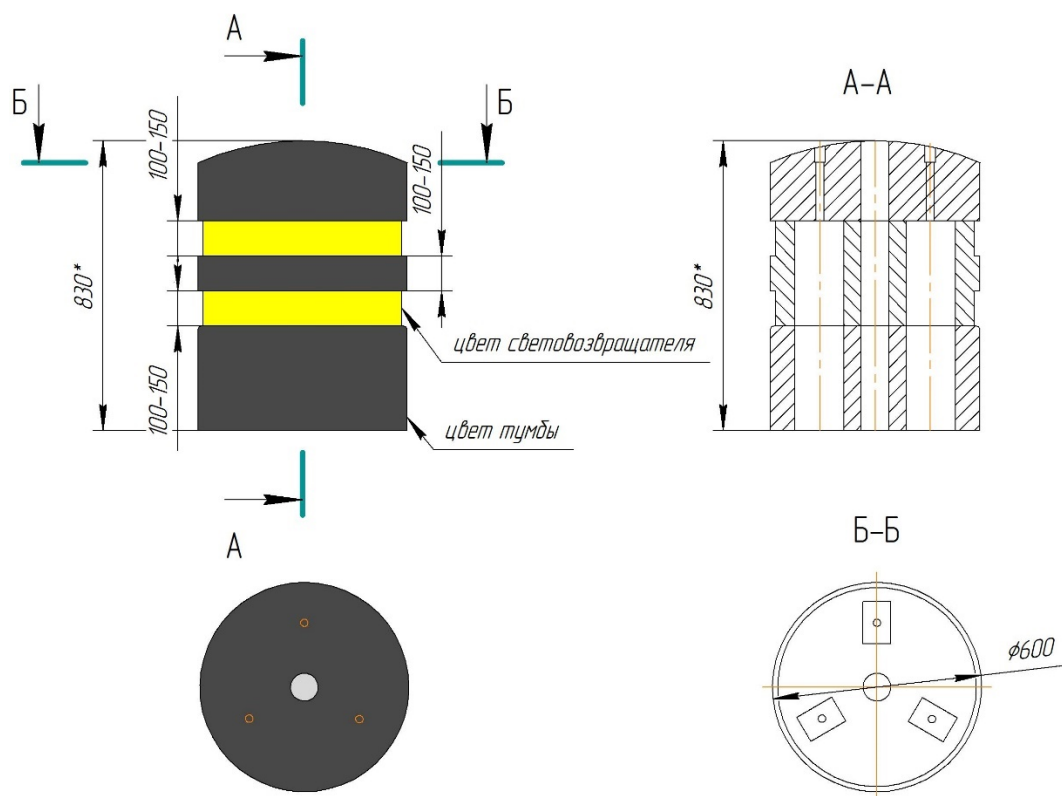 А
Б
Б
А-А
100-150
100-150
830*
830*
цвет световозвращателя
100-150
цвет тумбы
А
Б-Б
ϕ600